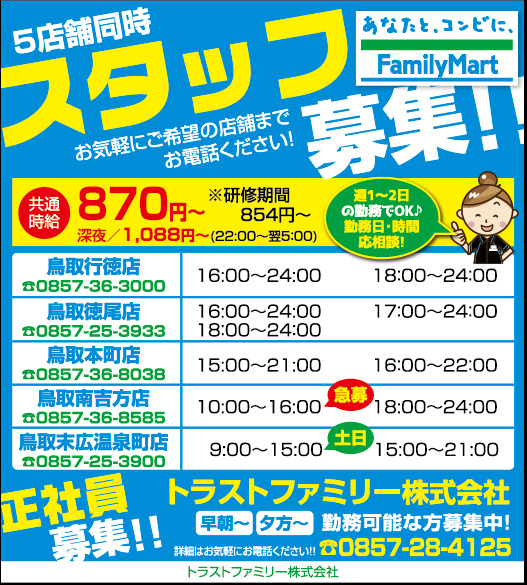 あなたと、コンビに、
FamilyMart
5店舗同時
スタッフ
募集!!
お気軽にご希望の店舗まで
お電話ください!
共通
時給
870円〜
※研修期間
854円〜
深夜／1,088円〜(22:00〜翌5:00)
週1〜2日
の勤務でOK♪
勤務日・時間
応相談!
鳥取行徳店
☎0857-36-3000
16:00〜24:00 18:00〜24:00
鳥取徳尾店
☎0857-25-3933
16:00〜24:00 17:00〜24:00
18:00〜24:00
鳥取本町店
☎0857-36-8038
15:00〜21:00 16:00〜22:00
鳥取南吉方店
☎0857-36-8585
10:00〜16:00 急募 18:00〜24:00
鳥取末広温泉町店
☎0857-25-3900
9:00〜15:00 土日 15:00〜21:00
正社員
募集!!
トラストファミリー株式会社
早朝〜 夕方〜 勤務可能な方募集中!
詳細はお気軽にお電話ください!! ☎0857-28-4125
トラストファミリー株式会社